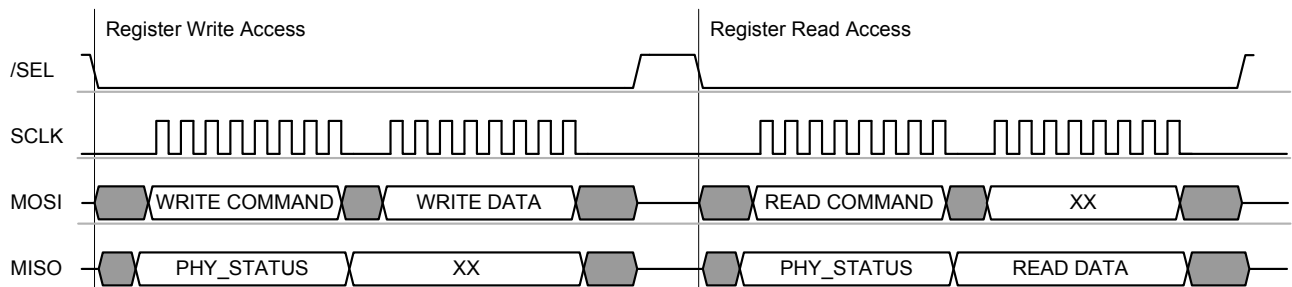 Register Write Access Register Read Access
/SEL
SCLK
MOSI WRITE COMMAND WRITE DATA READ COMMAND XX
MISO PHY_STATUS XX PHY_STATUS READ DATA